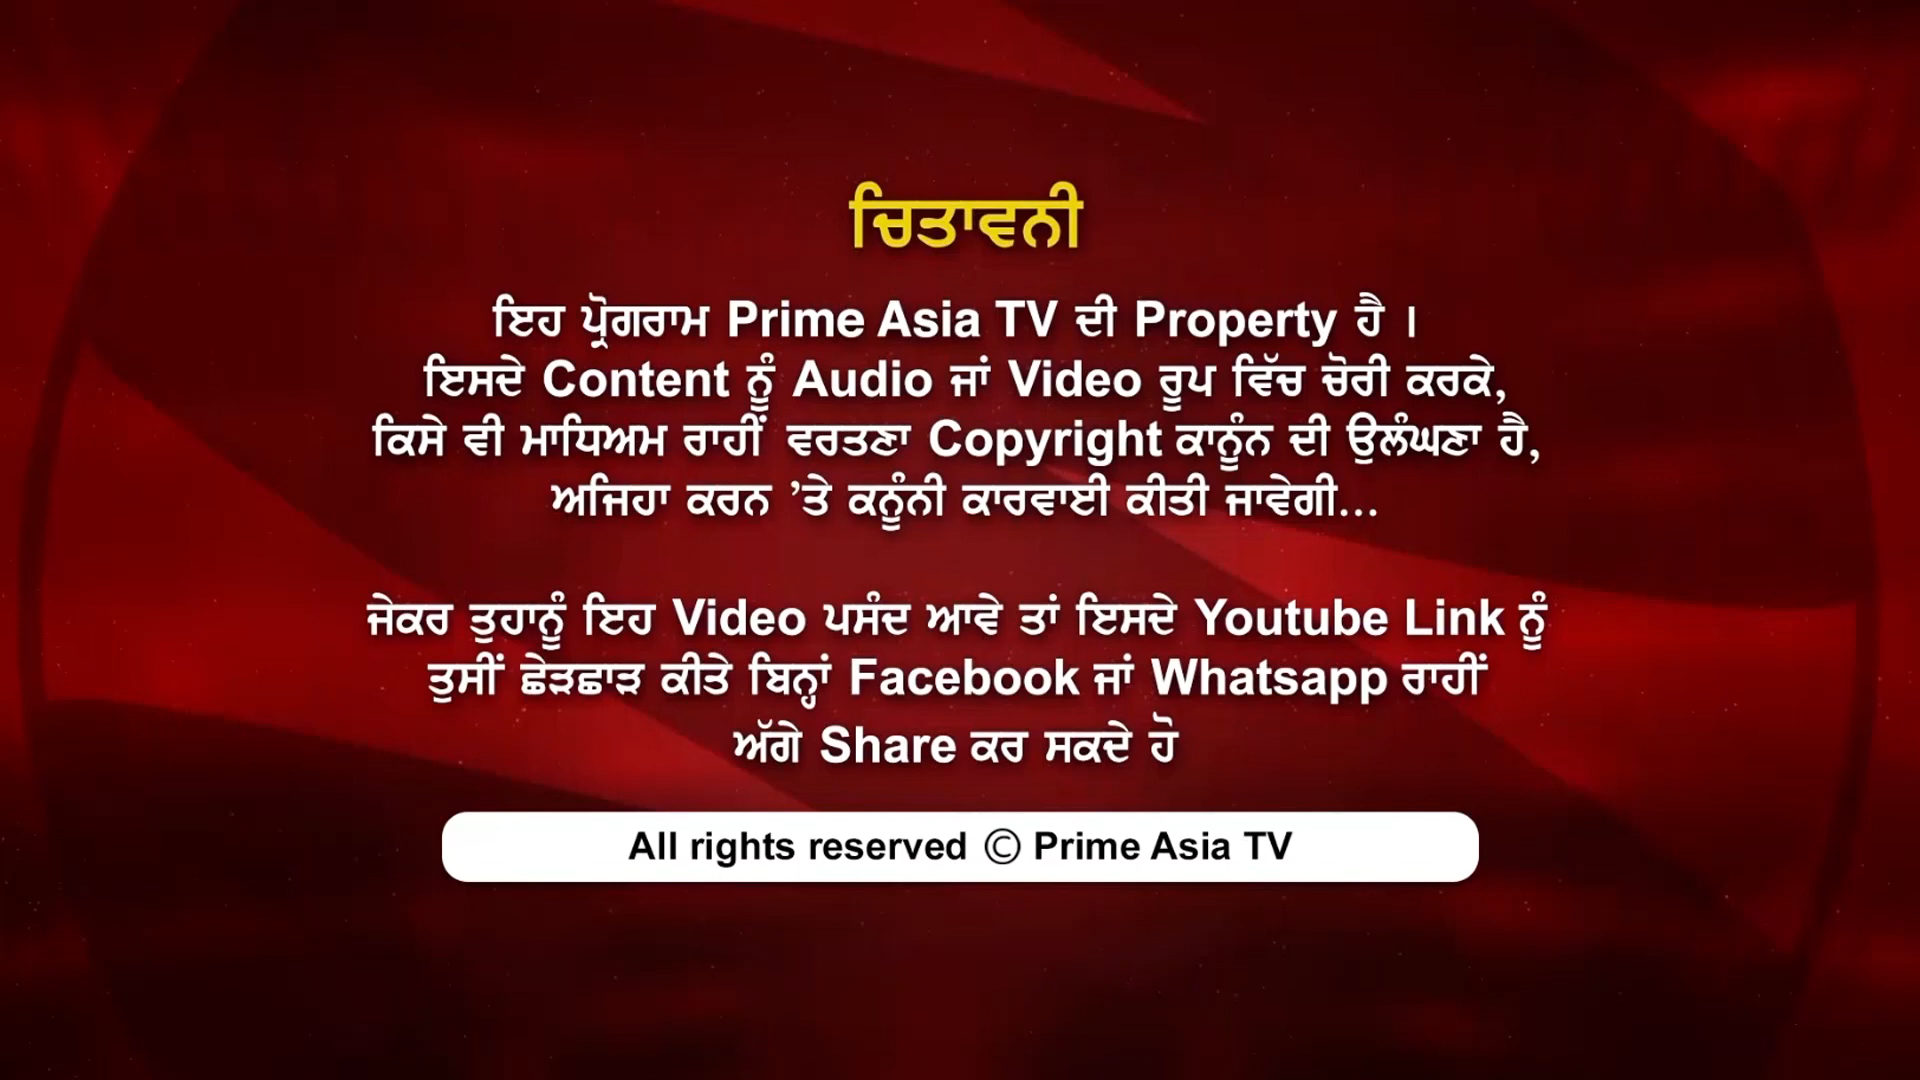 ਚਿਤਾਵਨੀ
ਇਹ ਪ੍ਰੋਗਰਾਮ Prime Asia TV ਦੀ Property ਹੈ ।
ਇਸਦੇ Content ਨੂੰ Audio ਜਾਂ Video ਰੂਪ ਵਿੱਚ ਚੋਰੀ ਕਰਕੇ,
ਕਿਸੇ ਵੀ ਮਾਧਿਅਮ ਰਾਹੀਂ ਵਰਤਣਾ Copyright ਕਾਨੂੰਨ ਦੀ ਉਲੰਘਣਾ ਹੈ,
ਅਜਿਹਾ ਕਰਨ ’ਤੇ ਕਨੂੰਨੀ ਕਾਰਵਾਈ ਕੀਤੀ ਜਾਵੇਗੀ...
ਜੇਕਰ ਤੁਹਾਨੂੰ ਇਹ Video ਪਸੰਦ ਆਵੇ ਤਾਂ ਇਸਦੇ Youtube Link ਨੂੰ
ਤੁਸੀਂ ਛੇੜਛਾੜ ਕੀਤੇ ਬਿਨ੍ਹਾਂ Facebook ਜਾਂ Whatsapp ਰਾਹੀਂ
ਅੱਗੇ Share ਕਰ ਸਕਦੇ ਹੋ
All rights reserved © Prime Asia TV